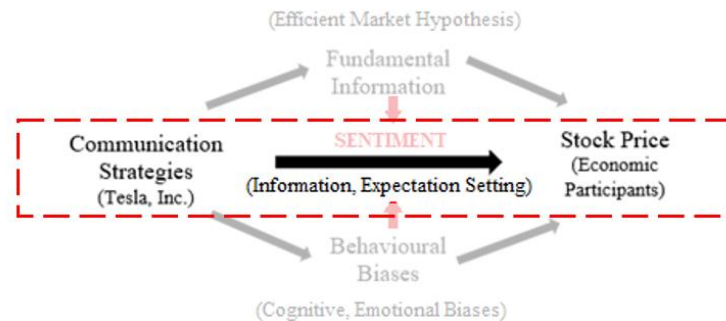 (Efficient Market Hypothesis)
Fundamental
Information
Communication
Strategies
(Tesla, Inc.)
SENTIMENT
(Information, Expectation Setting)
Stock Price
(Economic
Participants)
Behavioural
Biases
(Cognitive, Emotional Biases)